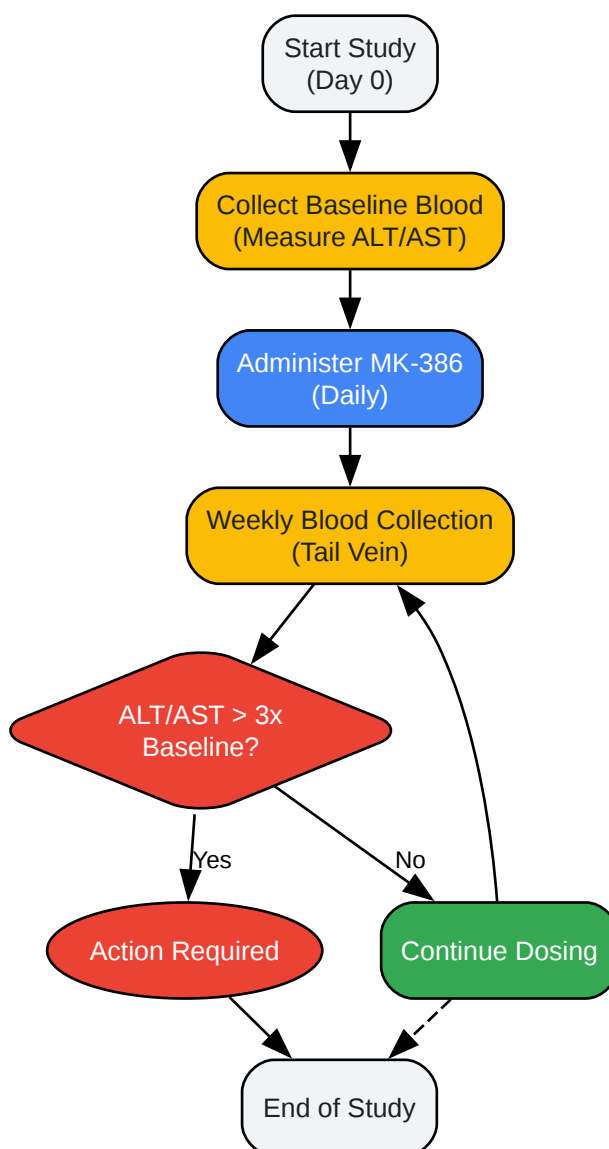 Start Study
(Day 0)
Collect Baseline Blood
(Measure ALT/AST)
Administer MK-386
(Daily)
Weekly Blood Collection
(Tail Vein)
ALT/AST > 3x
Baseline?
Yes
No
Action Required
Continue Dosing
End of Study